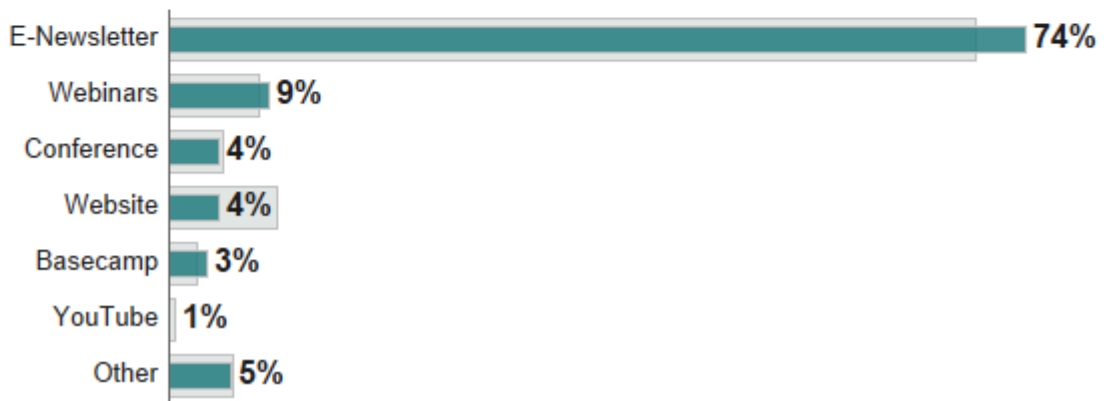 E-Newsletter 74%
Webinars 9%
Conference 4%
Website 4%
Basecamp 3%
YouTube 1%
Other 5%